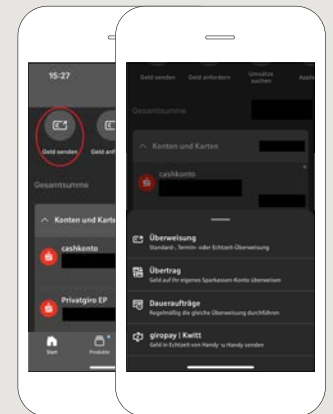 15:27
Geld senden
Geld anf
Gesamtsumme
Konten und Karte
cashkonto
Privatgiro EP
Start
Produkte
Geld senden
Geld anfordern
Umsätze suchen
Apple
Gesamtsumme
Konten und Karten
cashkonto
Überweisung
Standard-, Termin- oder Echtzeit-Überweisung
Übertrag
Geld auf Ihr eigenes Sparkassen-Konto überweisen
Daueraufträge
Regelmäßig die gleiche Überweisung durchführen
giropay | Kwitt
Geld in Echtzeit von Handy zu Handy senden